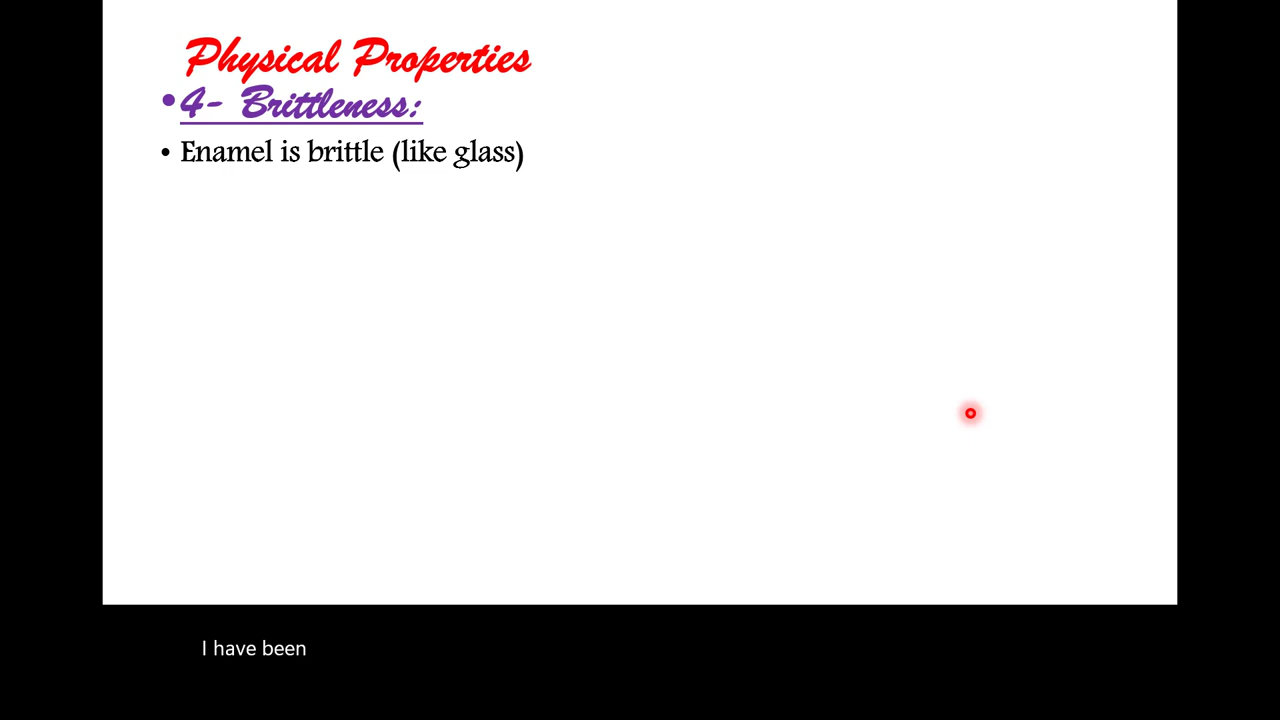 Physical Properties
•4- Brittleness:
• Enamel is brittle (like glass)
I have been